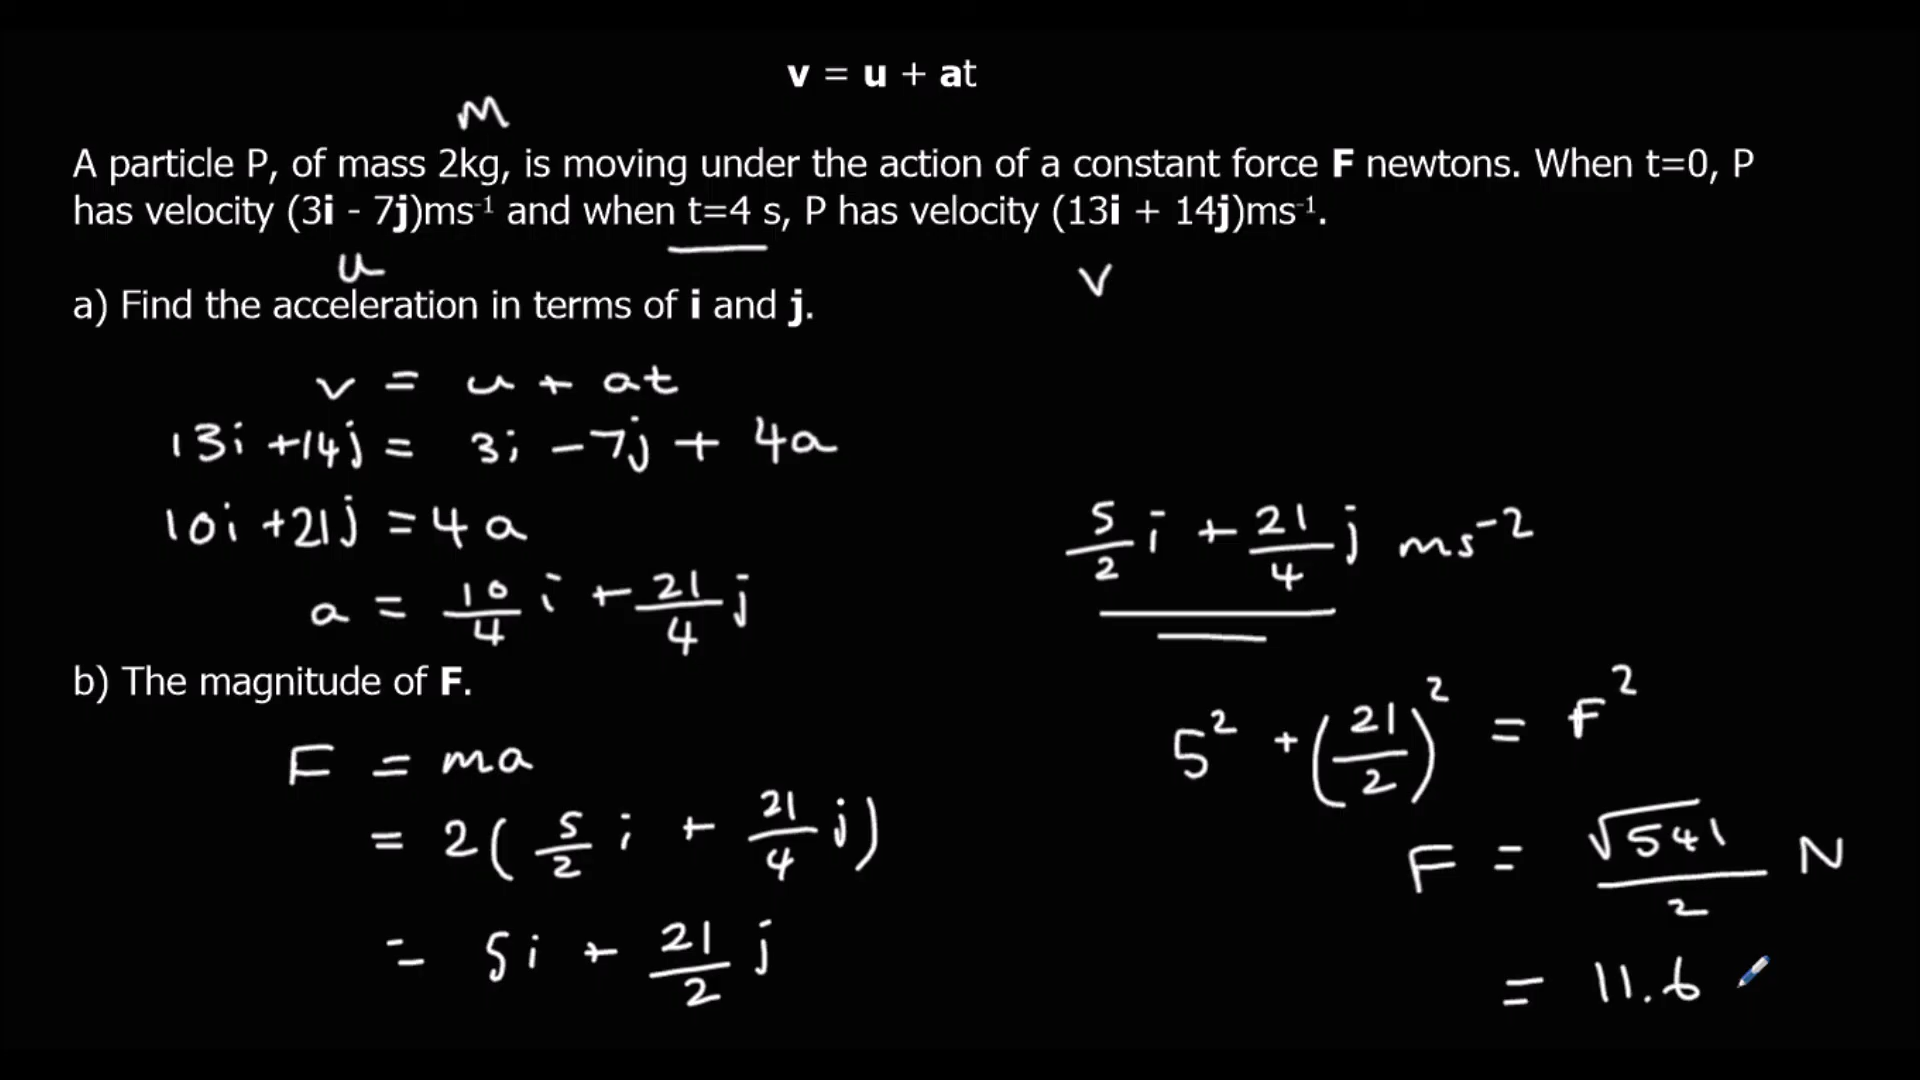 v = u + at
m
A particle P, of mass 2kg, is moving under the action of a constant force F newtons. When t=0, P
has velocity (3i - 7j)ms⁻¹ and when t=4 s, P has velocity (13i + 14j)ms⁻¹.
u
v
a) Find the acceleration in terms of i and j.
v = u + at
13i +14j = 3i - 7j + 4a
10i +21j = 4a
a = 10/4 i + 21/4 j
5/2 i + 21/4 j ms⁻²
b) The magnitude of F.
F = ma
= 2( 5/2 i + 21/4 j)
= 5i + 21/2 j
5² + (21/2)² = F²
F = √541/2 N
= 11.6